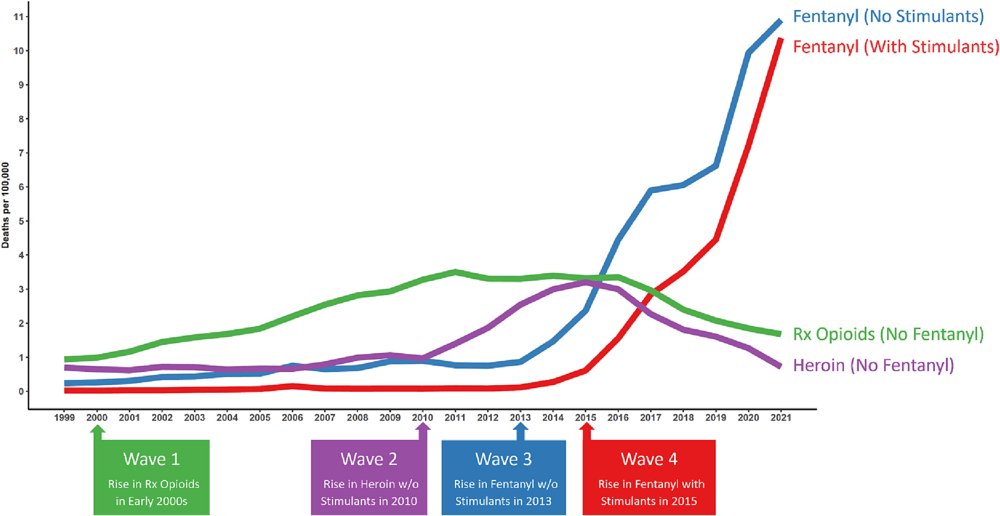 Deaths per 100,000
11
10
9
8
7
6
5
4
3
2
1
0
Fentanyl (No Stimulants)
Fentanyl (With Stimulants)
Rx Opioids (No Fentanyl)
Heroin (No Fentanyl)
1999 2000 2001 2002 2003 2004 2005 2006 2007 2008 2009 2010 2011 2012 2013 2014 2015 2016 2017 2018 2019 2020 2021
Wave 1
Rise in Rx Opioids
in Early 2000s
Wave 2
Rise in Heroin w/o
Stimulants in 2010
Wave 3
Rise in Fentanyl w/o
Stimulants in 2013
Wave 4
Rise in Fentanyl with
Stimulants in 2015